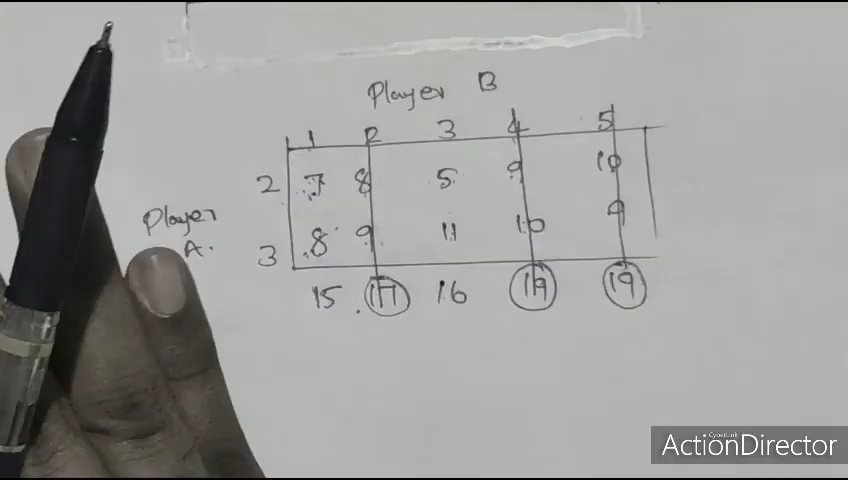 Player B
1 2 3 4 5
2 7 8 5 9 10
Player
A.
3 8 9 11 10 9
15 17 16 19 19
CyberLink
ActionDirector